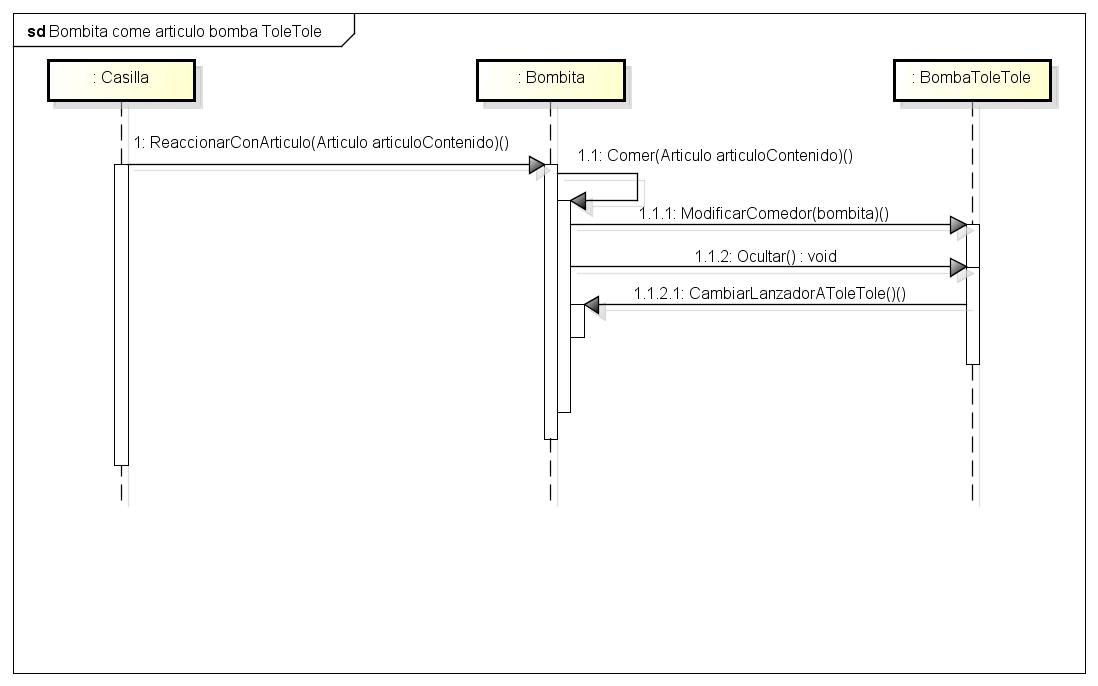 sd Bombita come articulo bomba ToleTole
: Casilla
: Bombita
: BombaToleTole
1: ReaccionarConArticulo(Articulo articuloContenido)()
1.1: Comer(Articulo articuloContenido)()
1.1.1: ModificarComedor(bombita)()
1.1.2: Ocultar() : void
1.1.2.1: CambiarLanzadorAToleTole()()